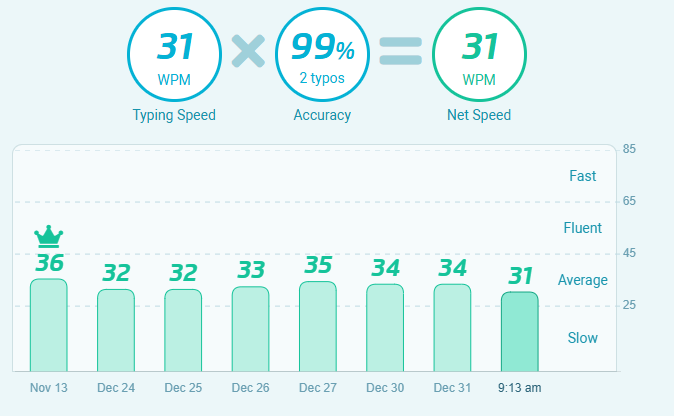 31 99% 31
WPM 2 typos WPM
Typing Speed Accuracy Net Speed
85
Fast
65
Fluent
45
36 32 32 33 35 34 34 31
Average
25
Slow
Nov 13 Dec 24 Dec 25 Dec 26 Dec 27 Dec 30 Dec 31 9:13 am